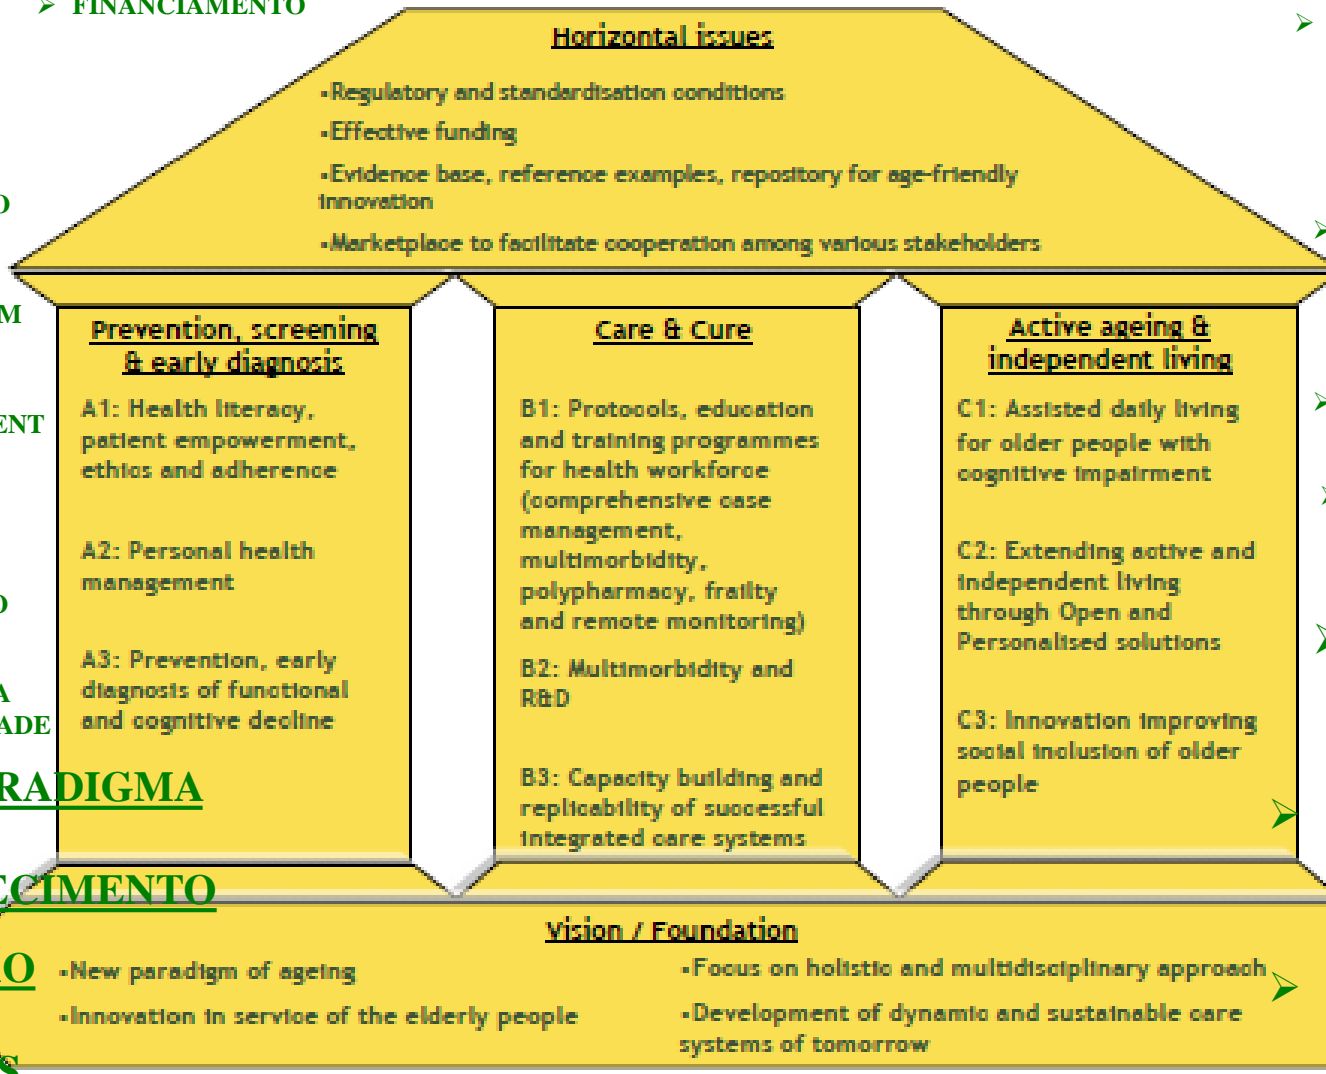 ➢ FINANCIAMENTO
Horizontal issues
▪Regulatory and standardisation conditions
▪Effective funding
▪Evidence base, reference examples, repository for age-friendly
innovation
▪Marketplace to facilitate cooperation among various stakeholders
O
M
ENT
O
A
ADE
RADIGMA
ECIMENTO
IO
S
Prevention, screening
& early diagnosis
A1: Health literacy,
patient empowerment,
ethics and adherence
A2: Personal health
management
A3: Prevention, early
diagnosis of functional
and cognitive decline
Care & Cure
B1: Protocols, education
and training programmes
for health workforce
(comprehensive case
management,
multimorbidity,
polypharmacy, frailty
and remote monitoring)
B2: Multimorbidity and
R&D
B3: Capacity building and
replicability of successful
integrated care systems
Active ageing &
independent living
C1: Assisted daily living
for older people with
cognitive impairment
C2: Extending active and
independent living
through Open and
Personalised solutions
C3: Innovation improving
social inclusion of older
people
Vision / Foundation
▪New paradigm of ageing
▪Innovation in service of the elderly people
▪Focus on holistic and multidisciplinary approach
▪Development of dynamic and sustainable care
systems of tomorrow